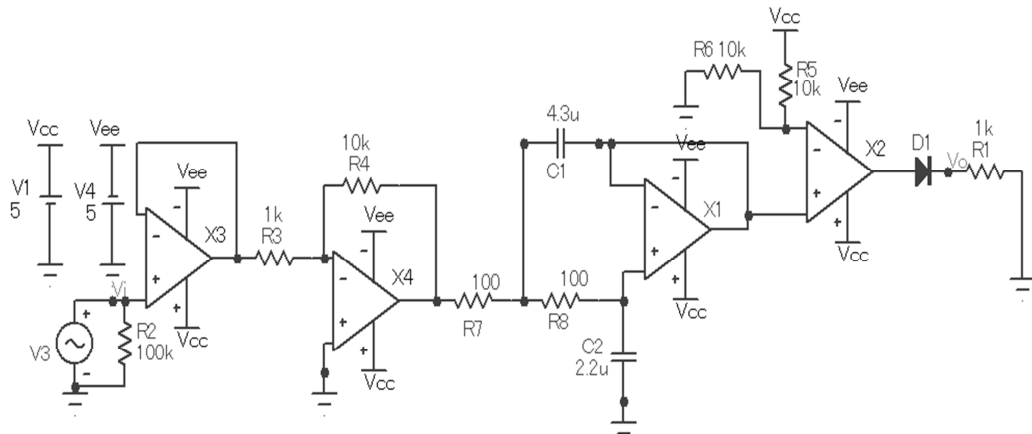 Vcc
R6 10k
R5
10k
Vee
-
-
+
X2
+
Vcc
D1
Vo
1k
R1
4.3u
C1
Vee
-
-
+
X1
+
Vcc
Vcc
V1
5
Vee
V4
5
Vee
-
-
+
X3
+
Vcc
Vi
V3
+
-
R2
100k
1k
R3
10k
R4
Vee
-
-
+
X4
+
Vcc
100
R7
100
R8
C2
2.2u